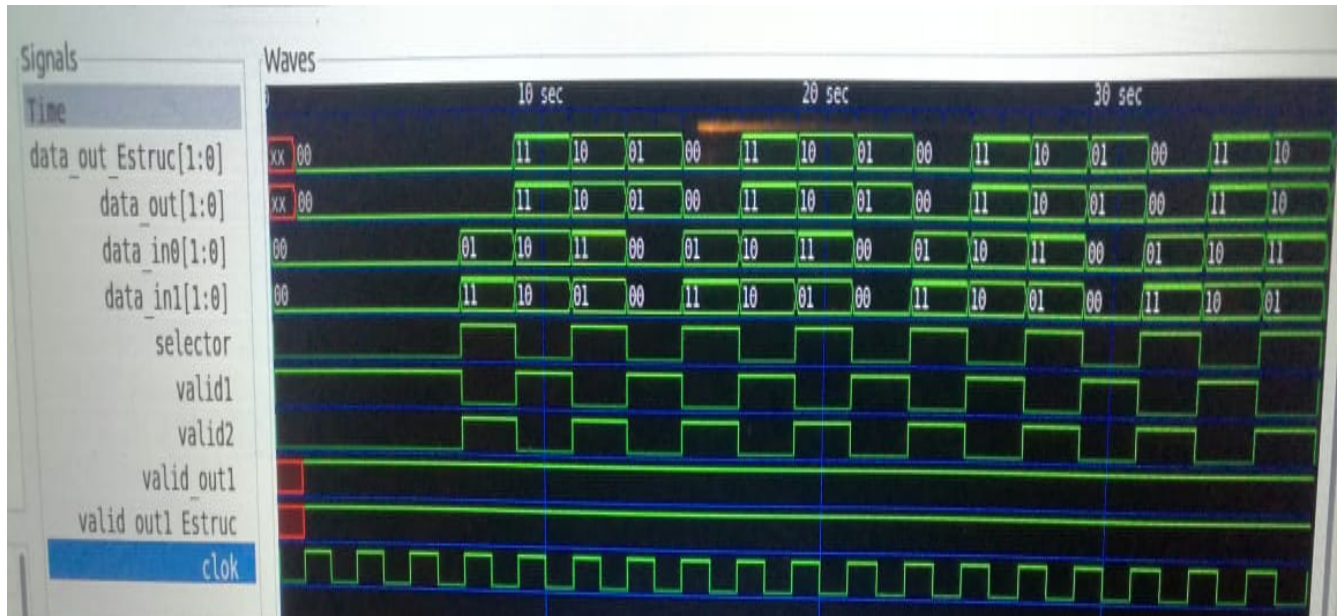 Signals Waves
Time 10 sec 20 sec 30 sec
data_out_Estruc[1:0] xx 00 11 10 01 00 11 10 01 00 11 10 01 00 11 10
data_out[1:0] xx 00 11 10 01 00 11 10 01 00 11 10 01 00 11 10
data_in0[1:0] 00 01 10 11 00 01 10 11 00 01 10 11 00 01 10 11
data_in1[1:0] 00 11 10 01 00 11 10 01 00 11 10 01 00 11 10 01
selector
valid1
valid2
valid_out1
valid_out1_Estruc
clok